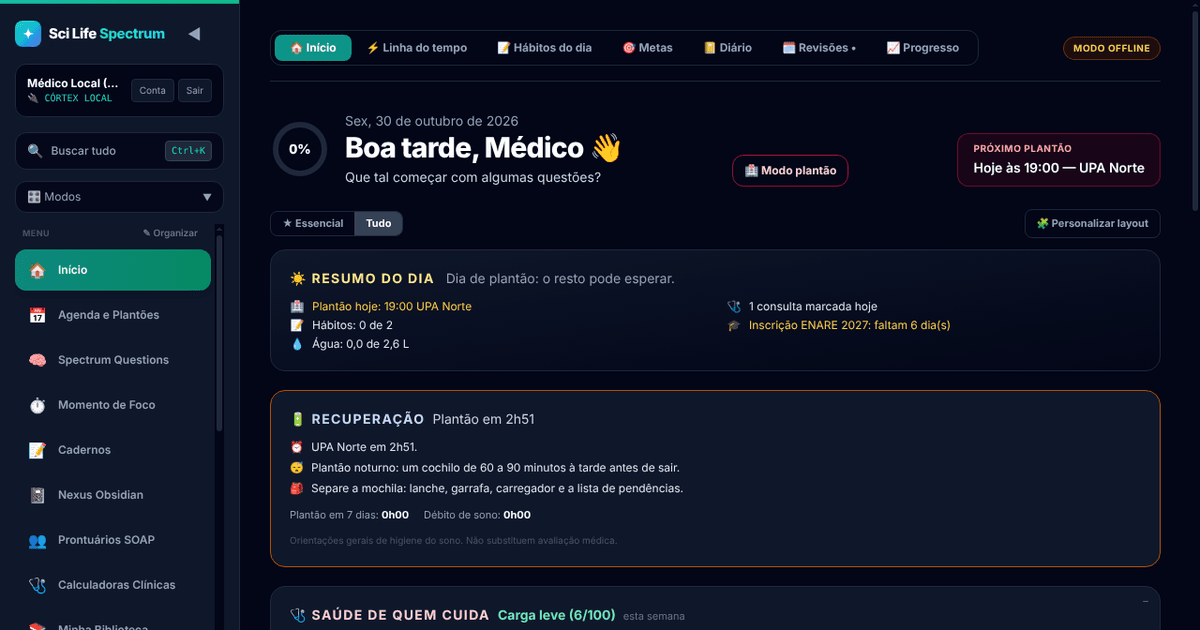 Sci Life Spectrum
Médico Local (...
CÓRTEX LOCAL
Conta
Sair
Buscar tudo
Ctrl+K
Modos
MENU
Organizar
Início
Agenda e Plantões
Spectrum Questions
Momento de Foco
Cadernos
Nexus Obsidian
Prontuários SOAP
Calculadoras Clínicas
Minha Biblioteca
Início
Linha do tempo
Hábitos do dia
Metas
Diário
Revisões •
Progresso
MODO OFFLINE
0%
Sex, 30 de outubro de 2026
Boa tarde, Médico 👋
Que tal começar com algumas questões?
Modo plantão
PRÓXIMO PLANTÃO
Hoje às 19:00 — UPA Norte
★ Essencial
Tudo
Personalizar layout
RESUMO DO DIA Dia de plantão: o resto pode esperar.
Plantão hoje: 19:00 UPA Norte
Hábitos: 0 de 2
Água: 0,0 de 2,6 L
1 consulta marcada hoje
Inscrição ENARE 2027: faltam 6 dia(s)
RECUPERAÇÃO Plantão em 2h51
UPA Norte em 2h51.
Plantão noturno: um cochilo de 60 a 90 minutos à tarde antes de sair.
Separe a mochila: lanche, garrafa, carregador e a lista de pendências.
Plantão em 7 dias: 0h00 Débito de sono: 0h00
Orientações gerais de higiene do sono. Não substituem avaliação médica.
SAÚDE DE QUEM CUIDA Carga leve (6/100) esta semana